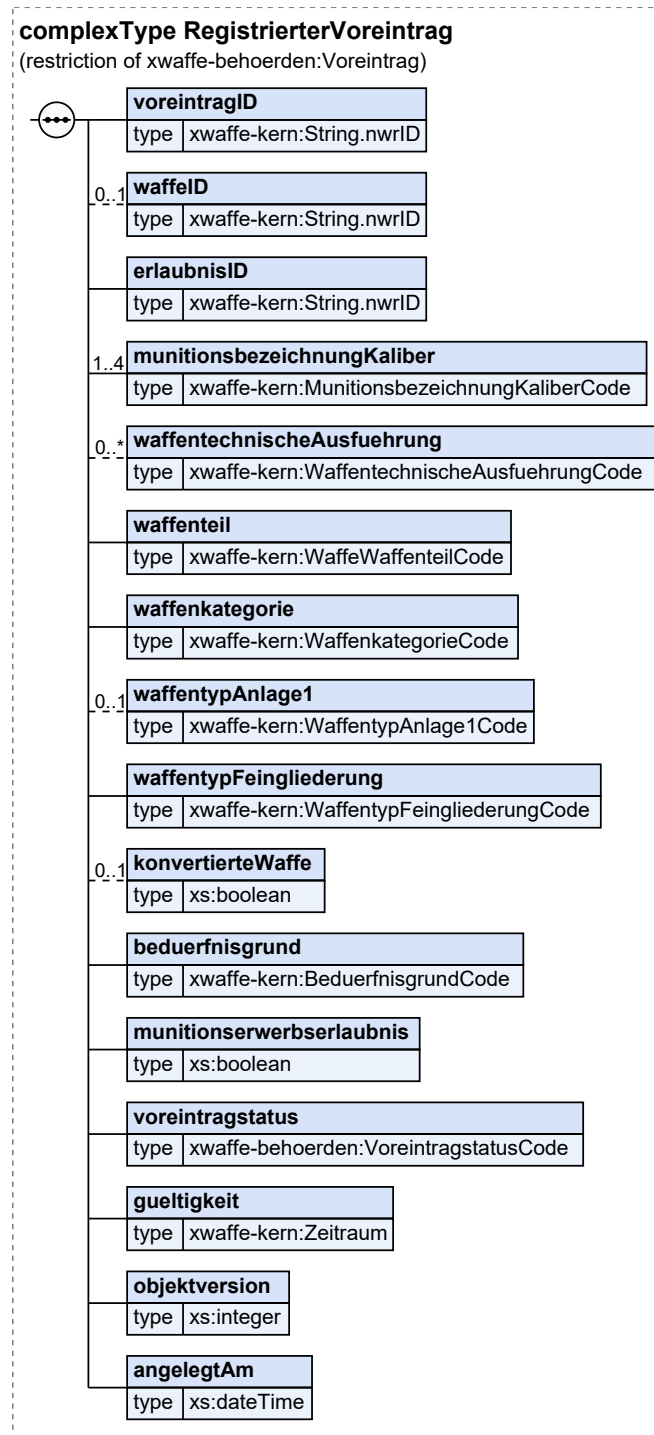 complexType RegistrierterVoreintrag
(restriction of xwaffe-behoerden:Voreintrag)
voreintragID
type xwaffe-kern:String.nwrID
0..1 waffeID
type xwaffe-kern:String.nwrID
erlaubnisID
type xwaffe-kern:String.nwrID
1..4 munitionsbezeichnungKaliber
type xwaffe-kern:MunitionsbezeichnungKaliberCode
0..* waffentechnischeAusfuehrung
type xwaffe-kern:WaffentechnischeAusfuehrungCode
waffenteil
type xwaffe-kern:WaffeWaffenteilCode
waffenkategorie
type xwaffe-kern:WaffenkategorieCode
0..1 waffentypAnlage1
type xwaffe-kern:WaffentypAnlage1Code
waffentypFeingliederung
type xwaffe-kern:WaffentypFeingliederungCode
0..1 konvertierteWaffe
type xs:boolean
beduerfnisgrund
type xwaffe-kern:BeduerfnisgrundCode
munitionserwerbserlaubnis
type xs:boolean
voreintragstatus
type xwaffe-behoerden:VoreintragstatusCode
gueltigkeit
type xwaffe-kern:Zeitraum
objektversion
type xs:integer
angelegtAm
type xs:dateTime